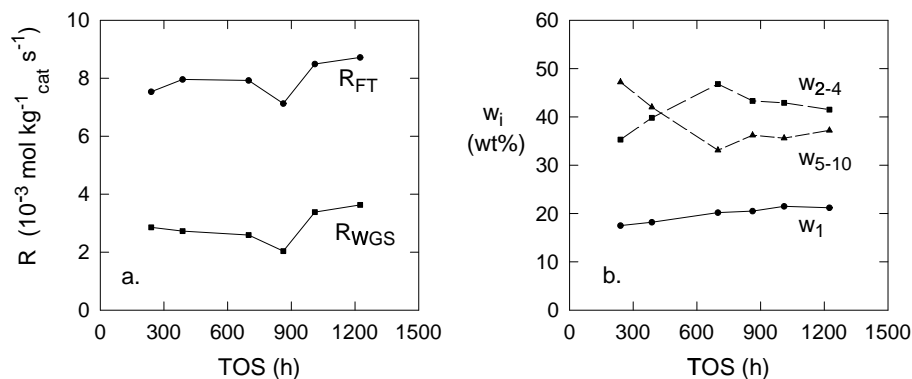 10
8
6
4
2
0
R (10⁻³ mol kg⁻¹cat s⁻¹)
R_FT
R_WGS
a.
0 300 600 900 1200 1500
TOS (h)
60
50
40
30
20
10
0
w_i
(wt%)
w_2-4
w_5-10
w_1
b.
0 300 600 900 1200 1500
TOS (h)